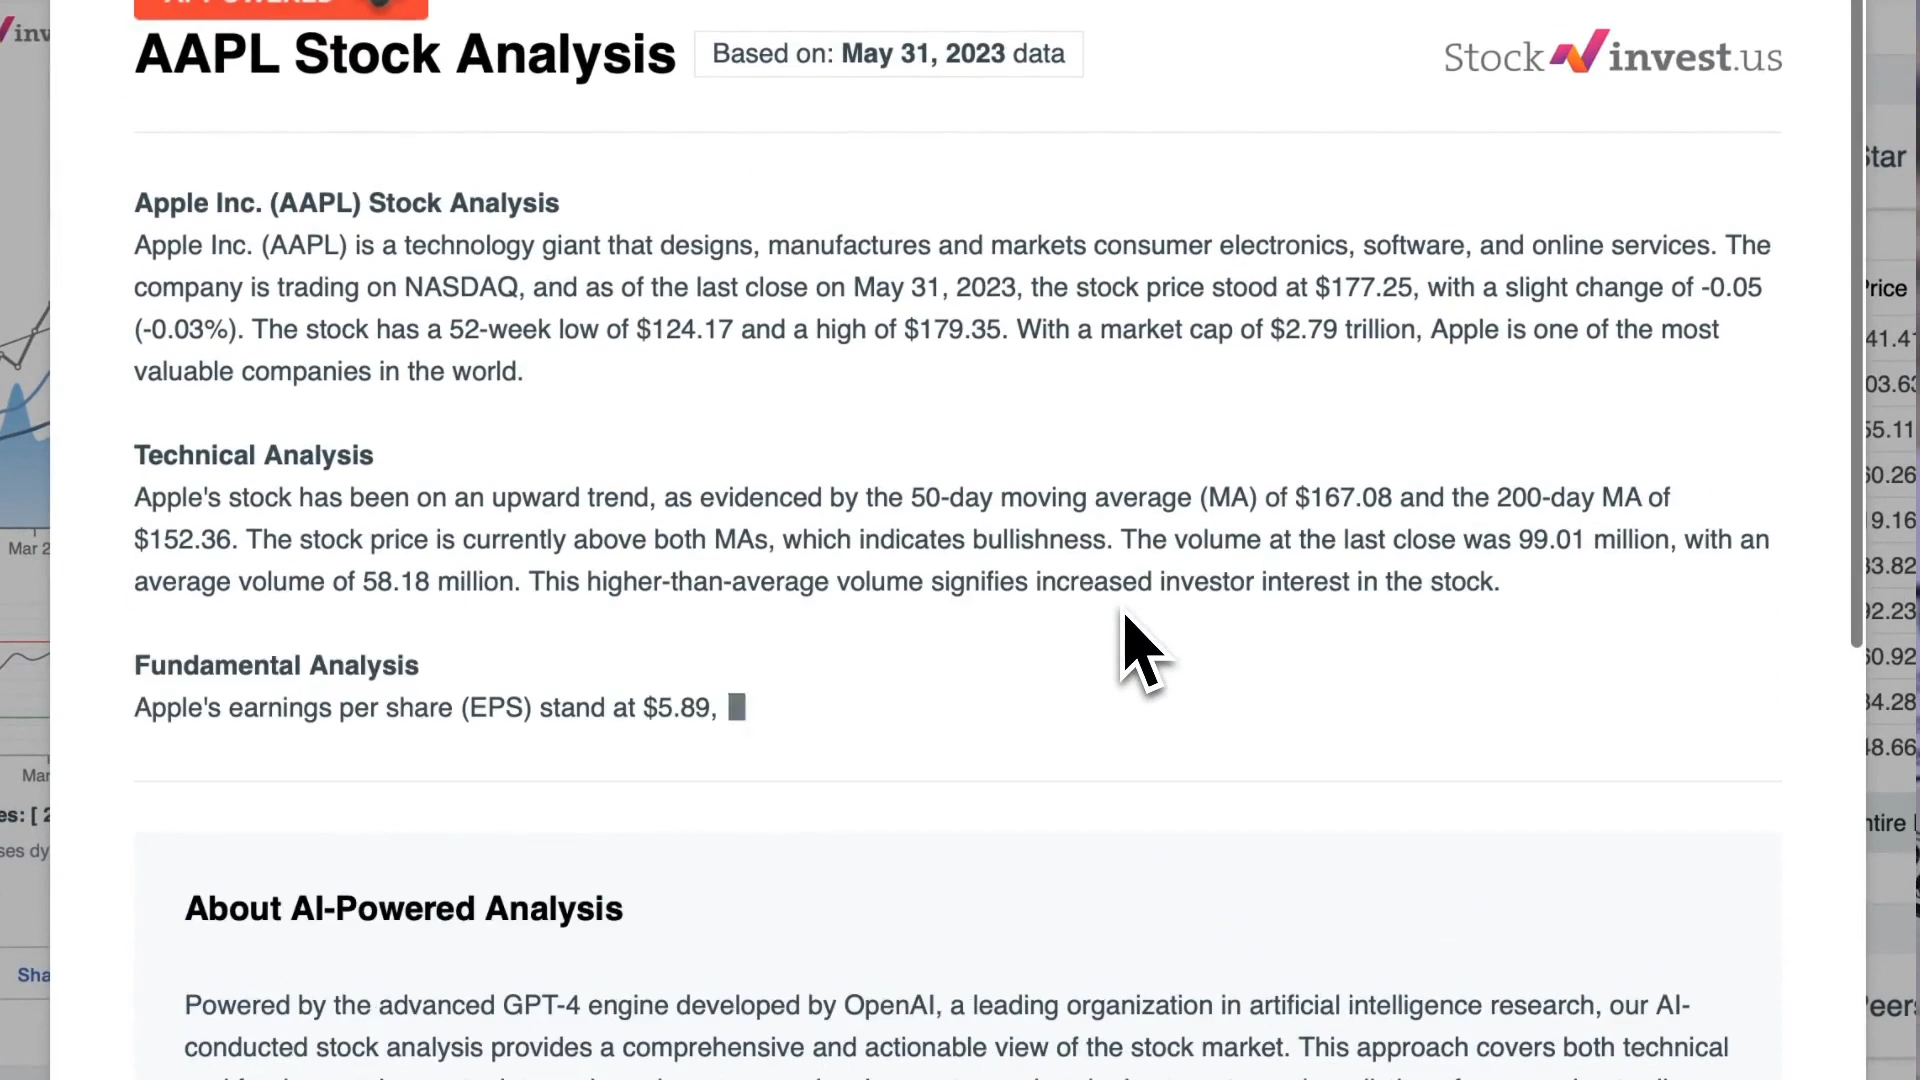 AAPL Stock Analysis
Based on: May 31, 2023 data
Stock invest.us
Apple Inc. (AAPL) Stock Analysis
Apple Inc. (AAPL) is a technology giant that designs, manufactures and markets consumer electronics, software, and online services. The
company is trading on NASDAQ, and as of the last close on May 31, 2023, the stock price stood at $177.25, with a slight change of -0.05
(-0.03%). The stock has a 52-week low of $124.17 and a high of $179.35. With a market cap of $2.79 trillion, Apple is one of the most
valuable companies in the world.
Technical Analysis
Apple's stock has been on an upward trend, as evidenced by the 50-day moving average (MA) of $167.08 and the 200-day MA of
$152.36. The stock price is currently above both MAs, which indicates bullishness. The volume at the last close was 99.01 million, with an
average volume of 58.18 million. This higher-than-average volume signifies increased investor interest in the stock.
Fundamental Analysis
Apple's earnings per share (EPS) stand at $5.89,
About AI-Powered Analysis
Powered by the advanced GPT-4 engine developed by OpenAI, a leading organization in artificial intelligence research, our AI-
conducted stock analysis provides a comprehensive and actionable view of the stock market. This approach covers both technical